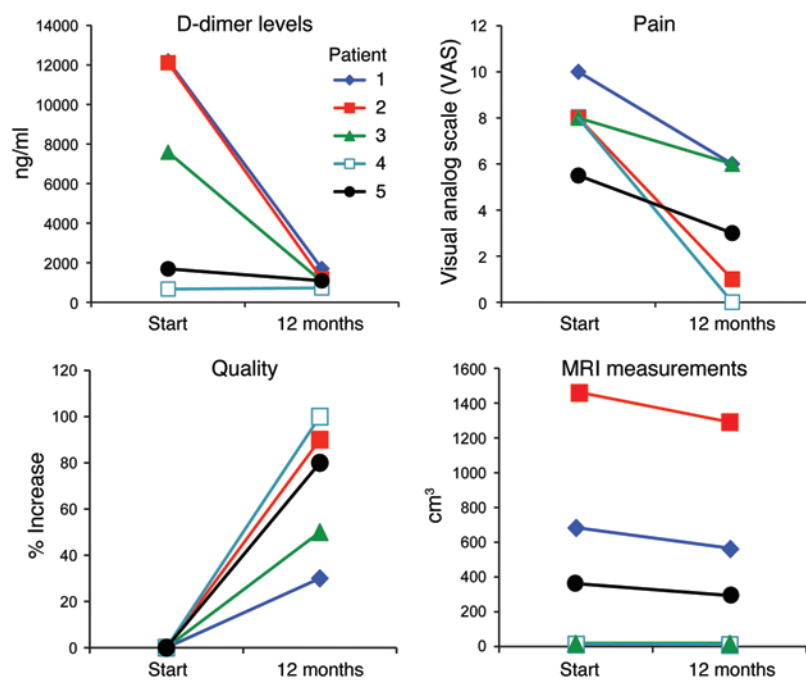 D-dimer levels
ng/ml
14000
12000
10000
8000
6000
4000
2000
0
Start 12 months
Patient
1
2
3
4
5
Pain
Visual analog scale (VAS)
12
10
8
6
4
2
0
Start 12 months
Quality
% Increase
120
100
80
60
40
20
0
Start 12 months
MRI measurements
cm³
1600
1400
1200
1000
800
600
400
200
0
Start 12 months